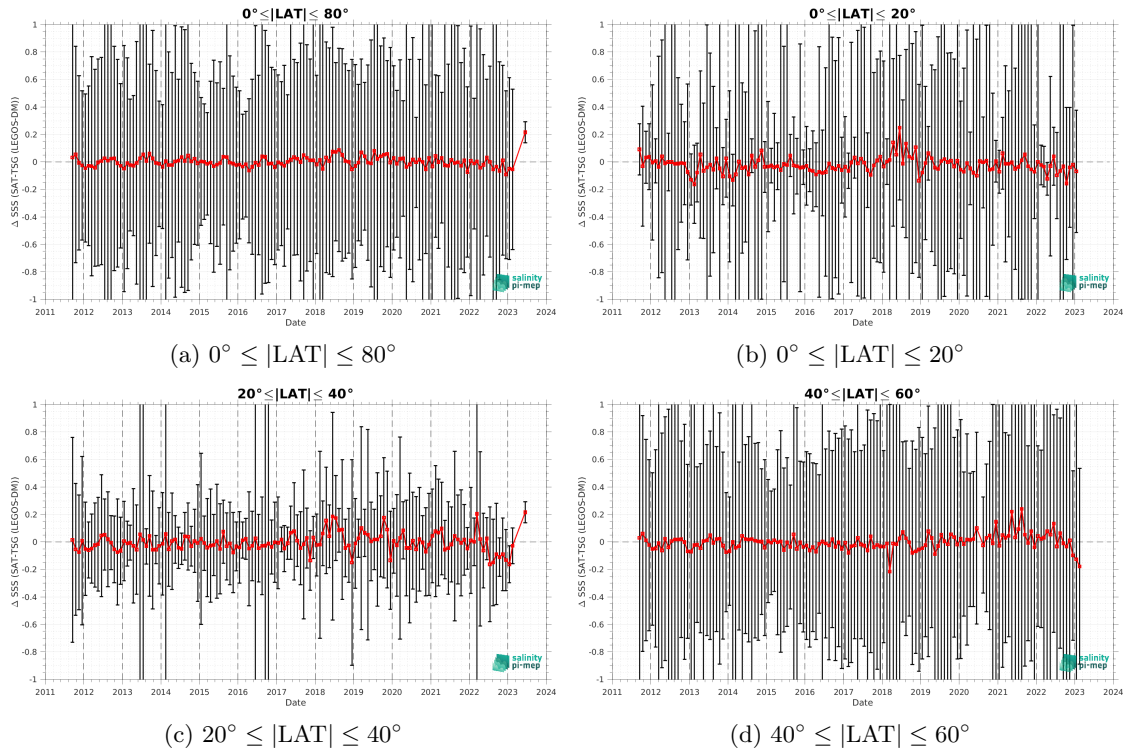 0°≤|LAT|≤ 80°
Δ SSS (SAT-TSG (LEGOS-DM))
1
0.8
0.6
0.4
0.2
0
-0.2
-0.4
-0.6
-0.8
-1
2011 2012 2013 2014 2015 2016 2017 2018 2019 2020 2021 2022 2023 2024
Date
salinity
pi-mep
(a) 0° ≤ |LAT| ≤ 80°
0°≤|LAT|≤ 20°
Δ SSS (SAT-TSG (LEGOS-DM))
1
0.8
0.6
0.4
0.2
0
-0.2
-0.4
-0.6
-0.8
-1
2011 2012 2013 2014 2015 2016 2017 2018 2019 2020 2021 2022 2023 2024
Date
salinity
pi-mep
(b) 0° ≤ |LAT| ≤ 20°
20°≤|LAT|≤ 40°
Δ SSS (SAT-TSG (LEGOS-DM))
1
0.8
0.6
0.4
0.2
0
-0.2
-0.4
-0.6
-0.8
-1
2011 2012 2013 2014 2015 2016 2017 2018 2019 2020 2021 2022 2023 2024
Date
salinity
pi-mep
(c) 20° ≤ |LAT| ≤ 40°
40°≤|LAT|≤ 60°
Δ SSS (SAT-TSG (LEGOS-DM))
1
0.8
0.6
0.4
0.2
0
-0.2
-0.4
-0.6
-0.8
-1
2011 2012 2013 2014 2015 2016 2017 2018 2019 2020 2021 2022 2023 2024
Date
salinity
pi-mep
(d) 40° ≤ |LAT| ≤ 60°